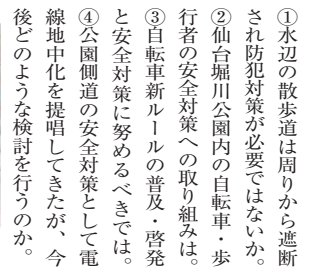 ①水辺の散歩道は周りから遮断
され防犯対策が必要ではないか。
②仙台堀川公園内の自転車・歩
行者の安全対策への取り組みは。
③自転車新ルールの普及・啓発
と安全対策に努めるべきでは。
④公園側道の安全対策として電
線地中化を提唱してきたが、今
後どのような検討を行うのか。